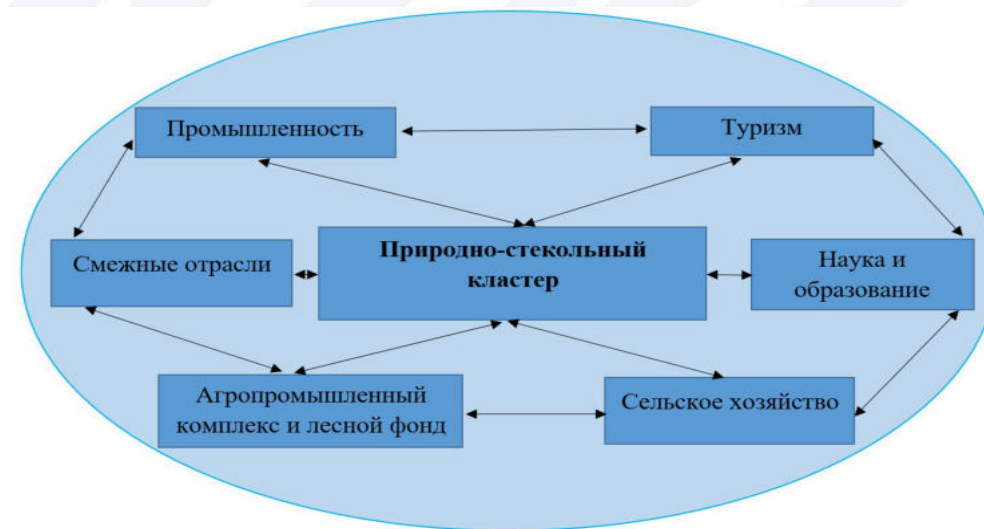 Промышленность
Туризм
Природно-стекольный
кластер
Смежные отрасли
Наука и
образование
Агропромышленный
комплекс и лесной фонд
Сельское хозяйство